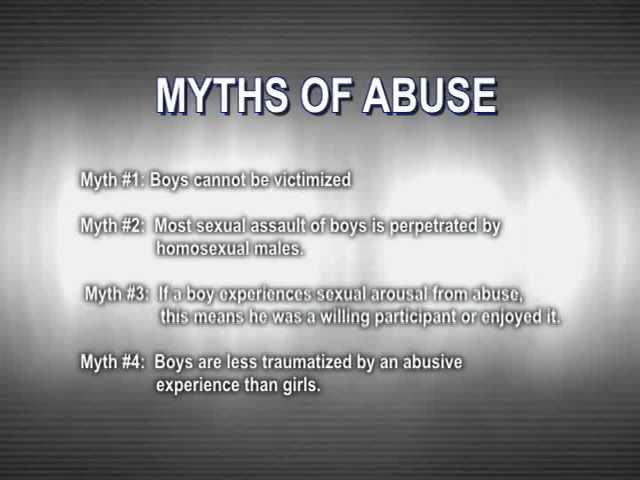 MYTHS OF ABUSE
Myth #1: Boys cannot be victimized
Myth #2: Most sexual assault of boys is perpetrated by
homosexual males.
Myth #3: If a boy experiences sexual arousal from abuse,
this means he was a willing participant or enjoyed it.
Myth #4: Boys are less traumatized by an abusive
experience than girls.